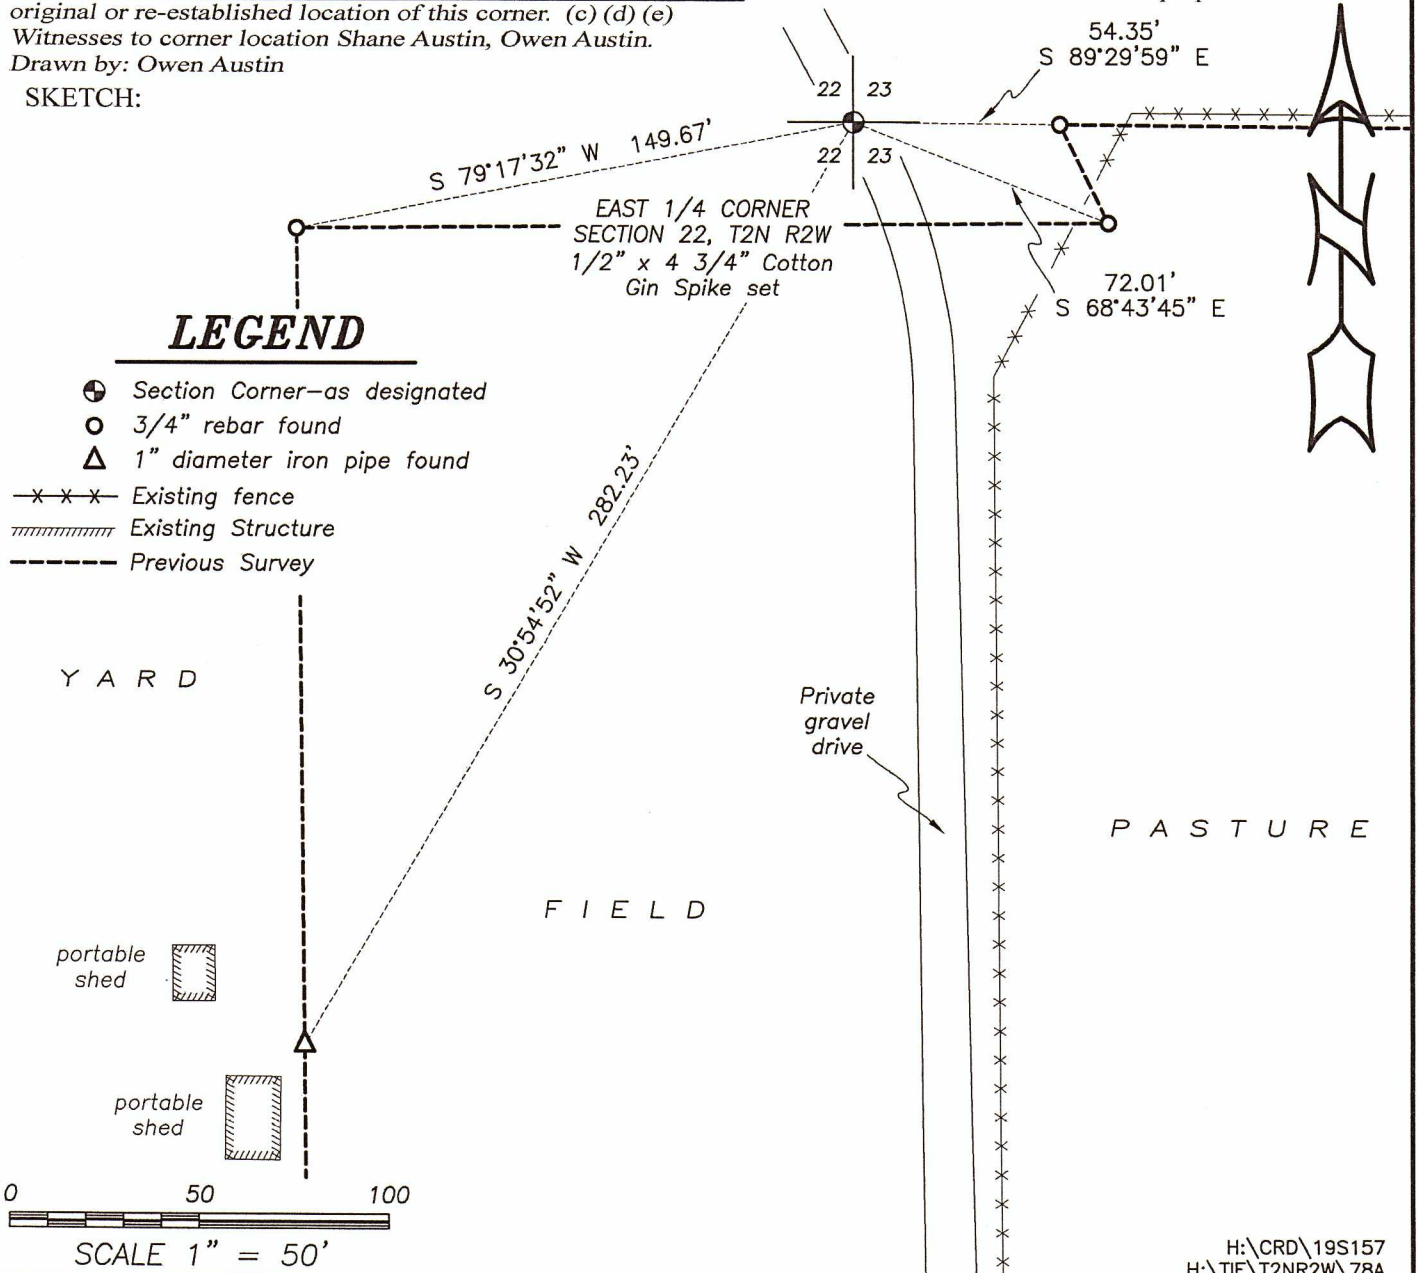 original or re-established location of this corner. (c) (d) (e)
Witnesses to corner location Shane Austin, Owen Austin.
Drawn by: Owen Austin
SKETCH:
54.35'
S 89°29'59" E
22 23
22 23
S 79°17'32" W 149.67'
EAST 1/4 CORNER
SECTION 22, T2N R2W
1/2" x 4 3/4" Cotton
Gin Spike set
72.01'
S 68°43'45" E
N
LEGEND
Section Corner-as designated
3/4" rebar found
1" diameter iron pipe found
Existing fence
Existing Structure
Previous Survey
S 30°54'52" W 282.23'
YARD
Private
gravel
drive
PASTURE
FIELD
portable
shed
portable
shed
0 50 100
SCALE 1" = 50'
H:\CRD\19S157
H:\TIE\T2NR2W\78A